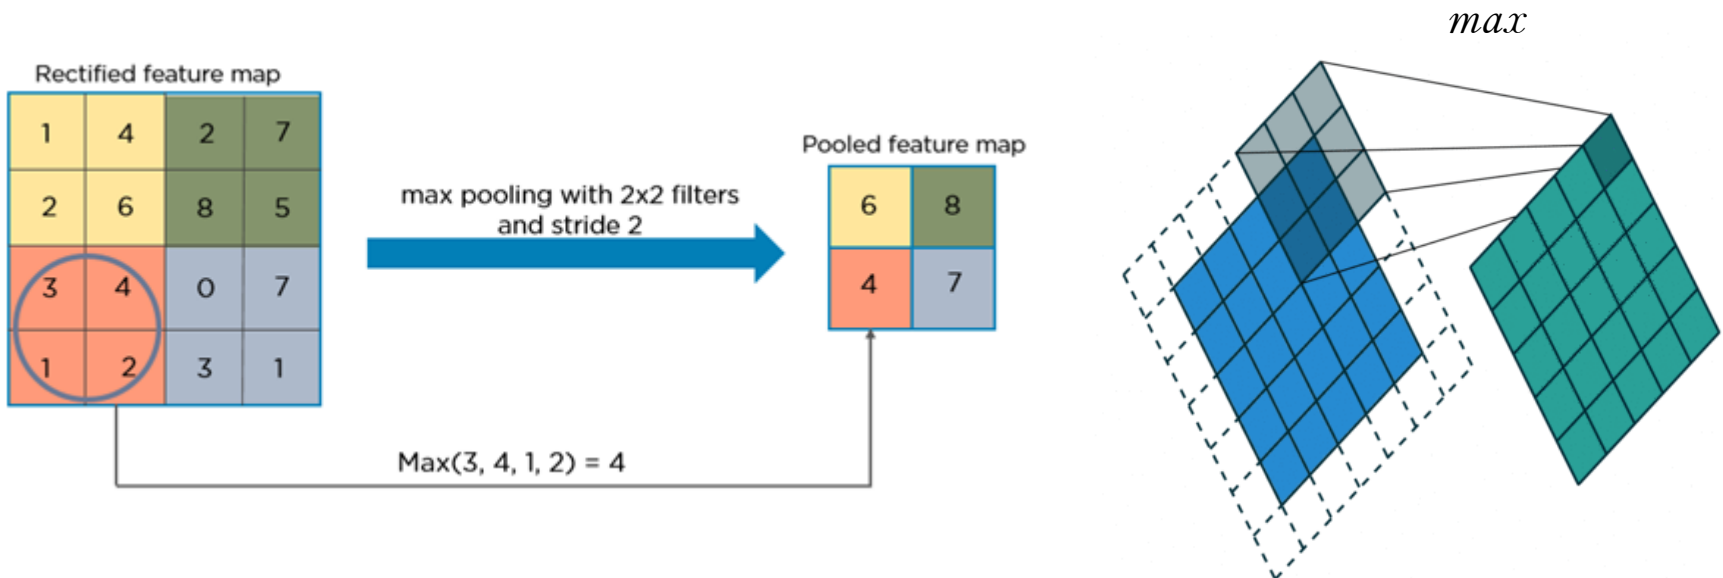 max
Rectified feature map
1 4 2 7
2 6 8 5
3 4 0 7
1 2 3 1
max pooling with 2x2 filters
and stride 2
Pooled feature map
6 8
4 7
Max(3, 4, 1, 2) = 4